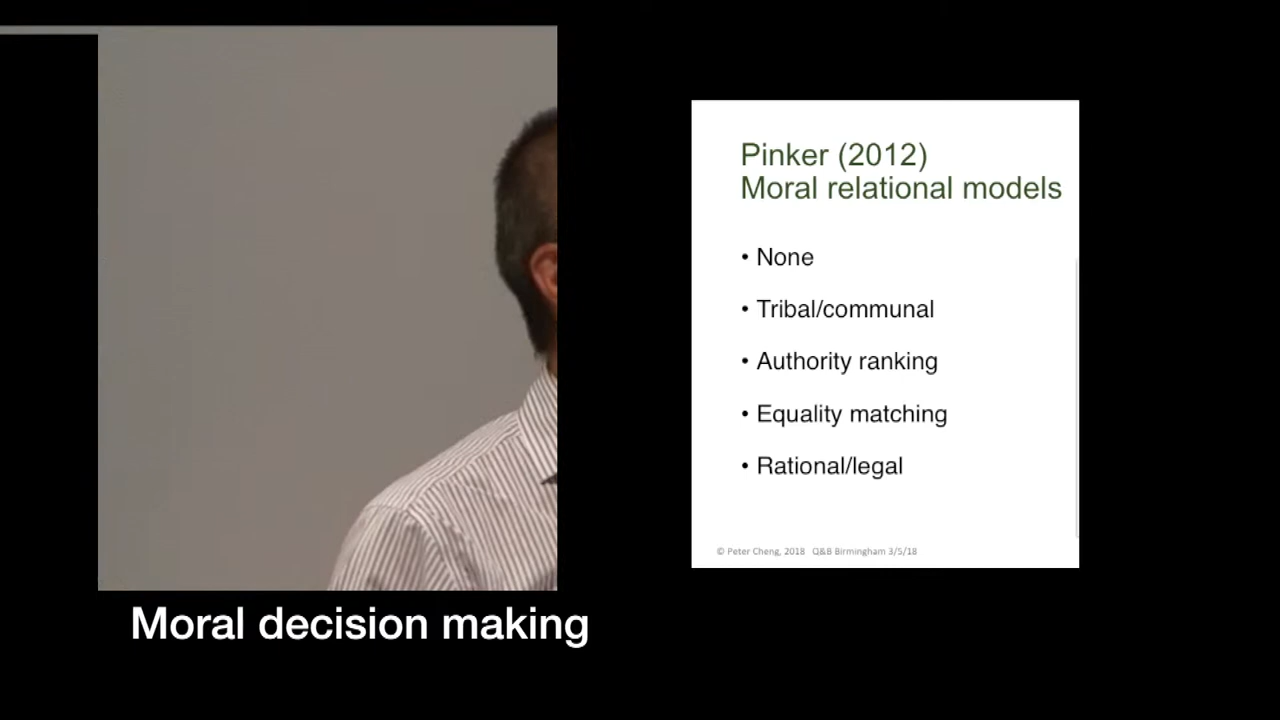 Pinker (2012)
Moral relational models
• None
• Tribal/communal
• Authority ranking
• Equality matching
• Rational/legal
© Peter Cheng, 2018 Q&B Birmingham 3/5/18
Moral decision making